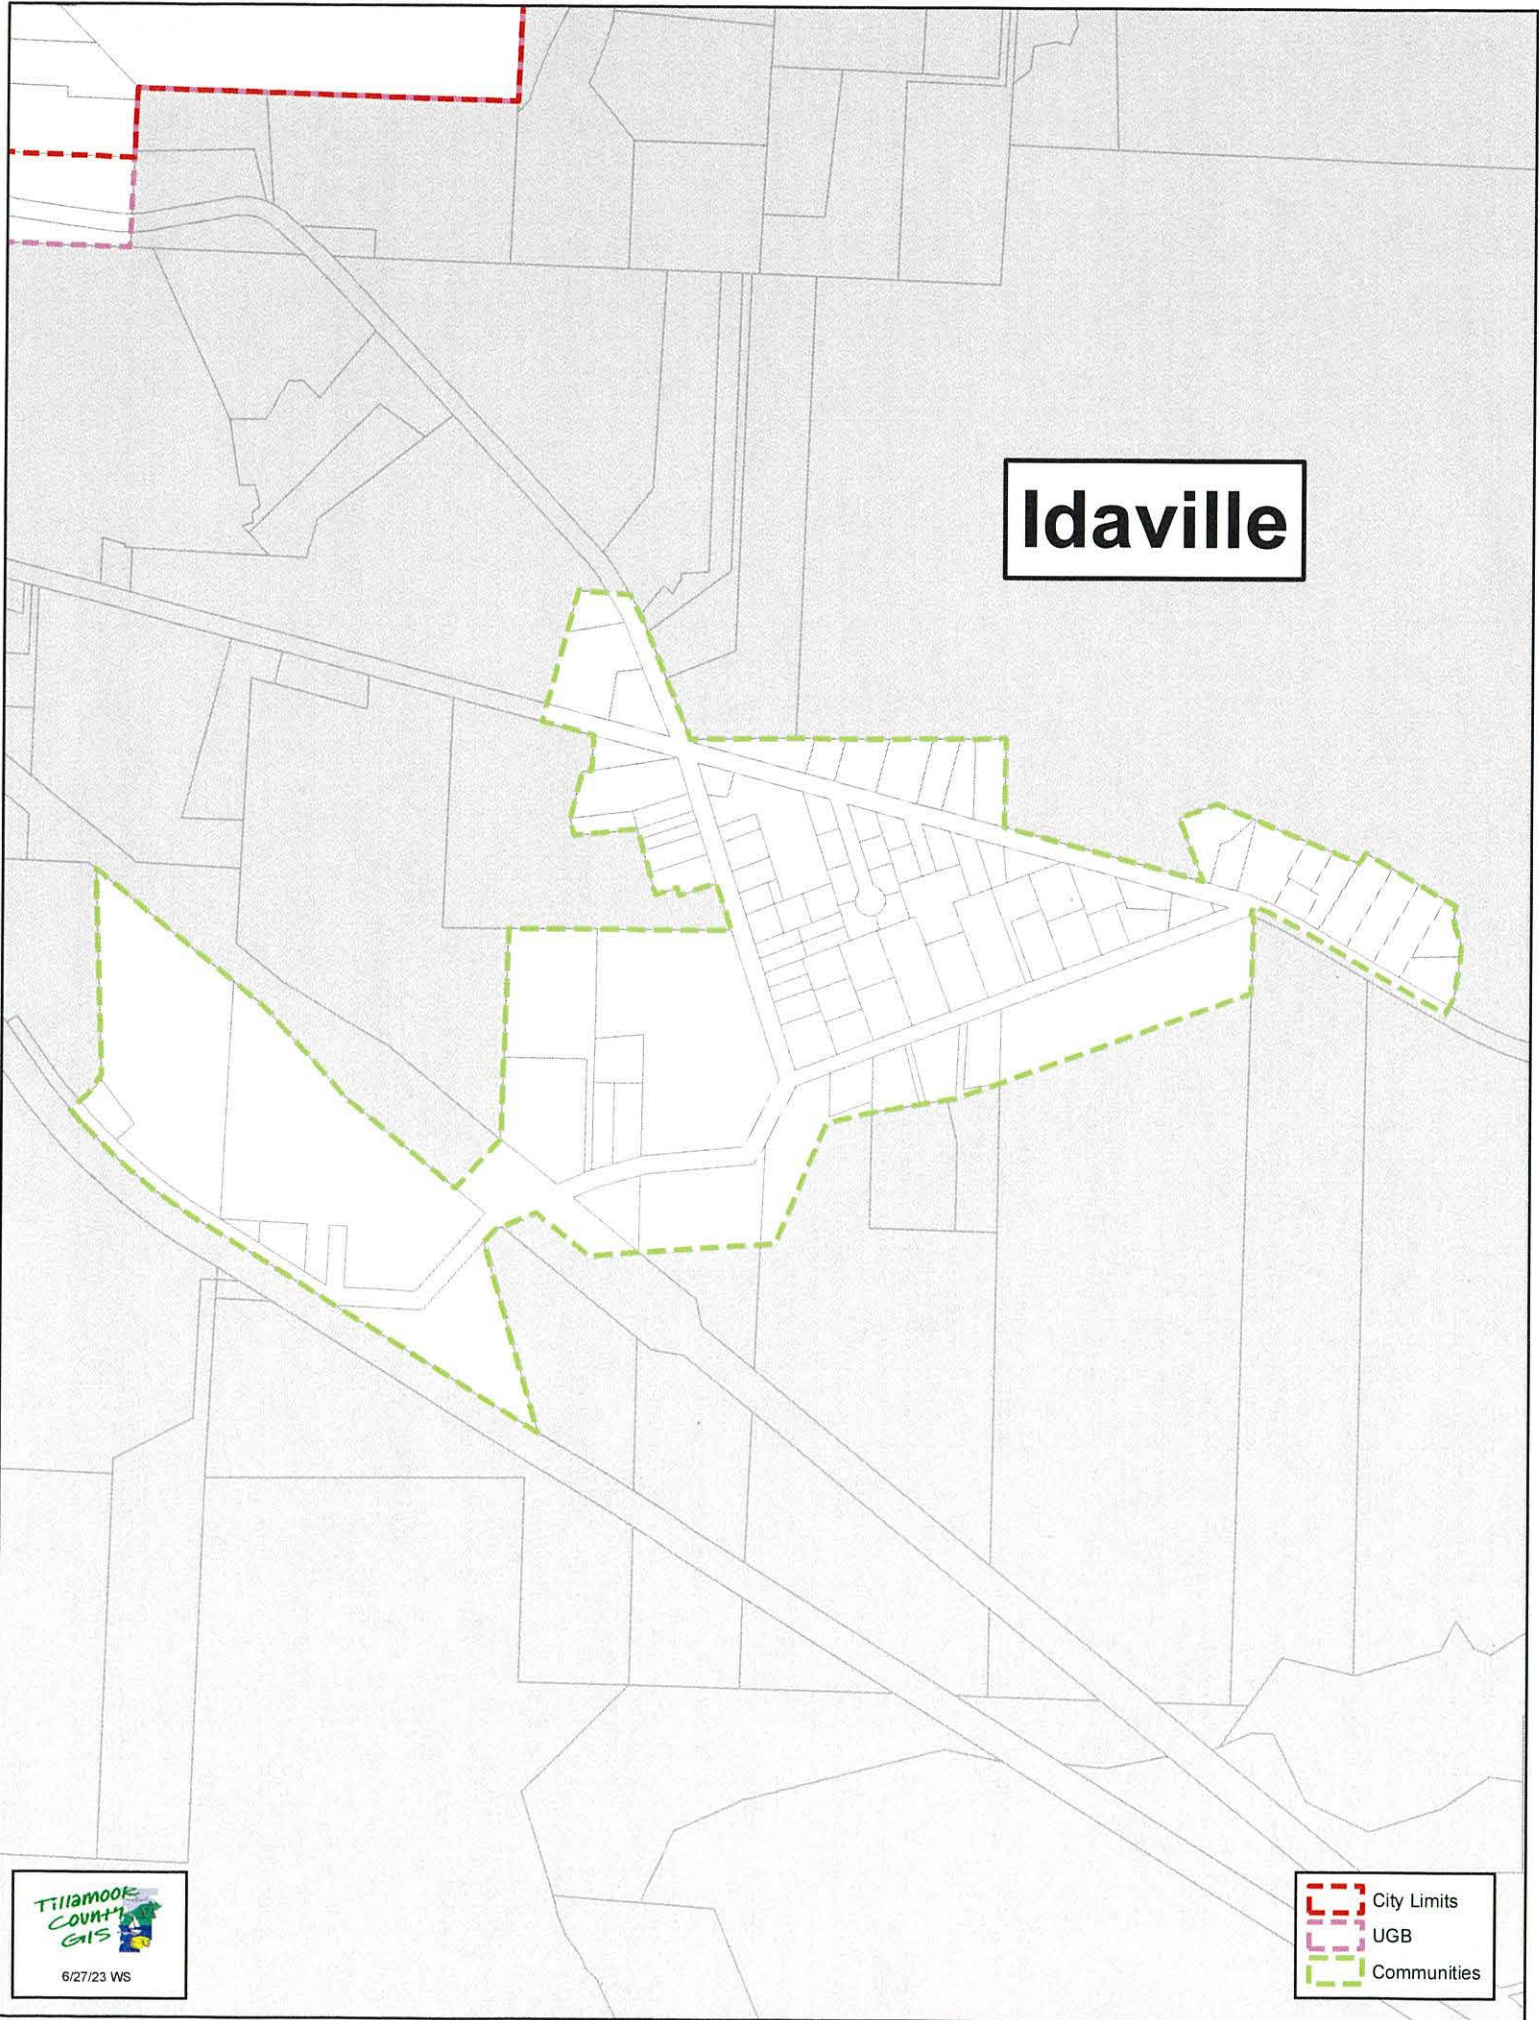 Idaville
Tillamook
County
GIS
6/27/23 WS
City Limits
UGB
Communities